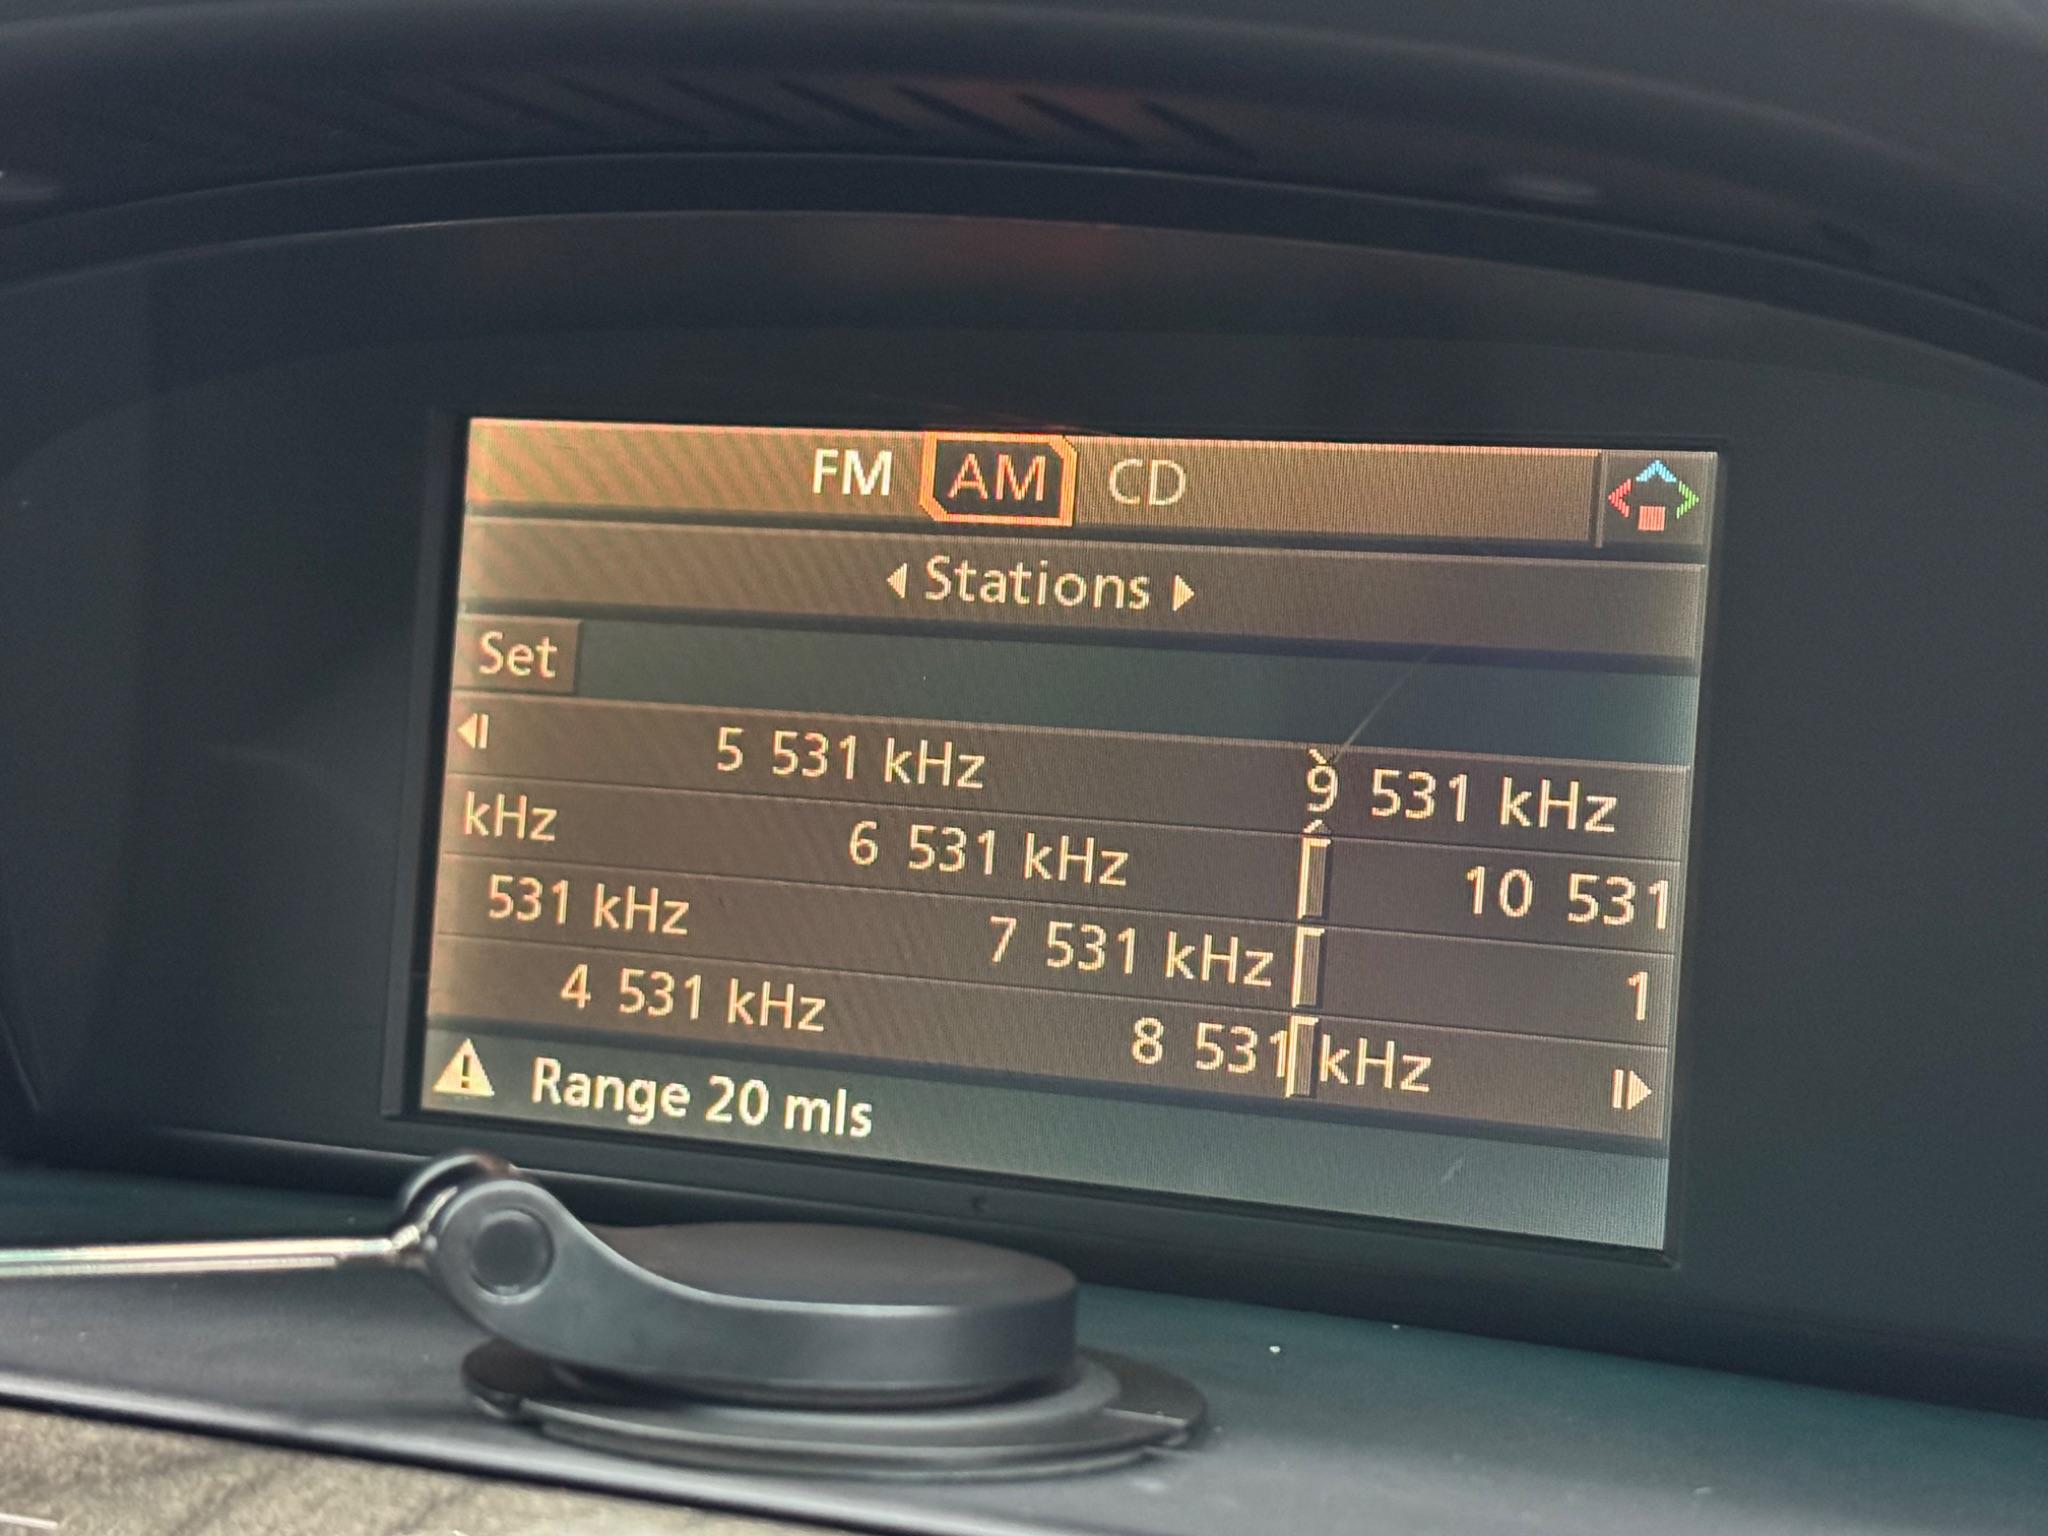 FM AM CD
Stations
Set
5 531 kHz 9 531 kHz
kHz 6 531 kHz 10 531
531 kHz 7 531 kHz 1
4 531 kHz 8 531 kHz
Range 20 mls